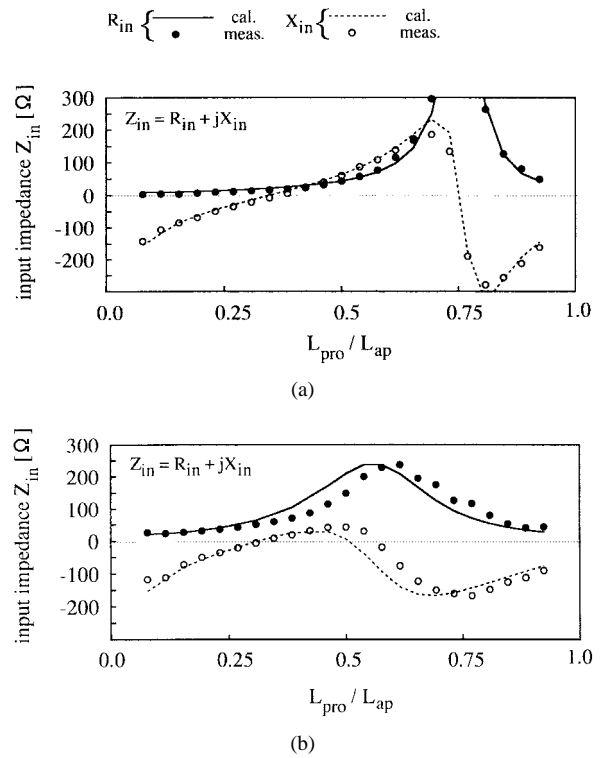 R_in { cal. X_in { cal.
meas. meas.
300
200
100
0
-100
-200
input impedance Z_in [ Ω ]
Z_in = R_in + jX_in
0.0 0.25 0.5 0.75 1.0
L_pro / L_ap
(a)
300
200
100
0
-100
-200
input impedance Z_in [ Ω ]
Z_in = R_in + jX_in
0.0 0.25 0.5 0.75 1.0
L_pro / L_ap
(b)